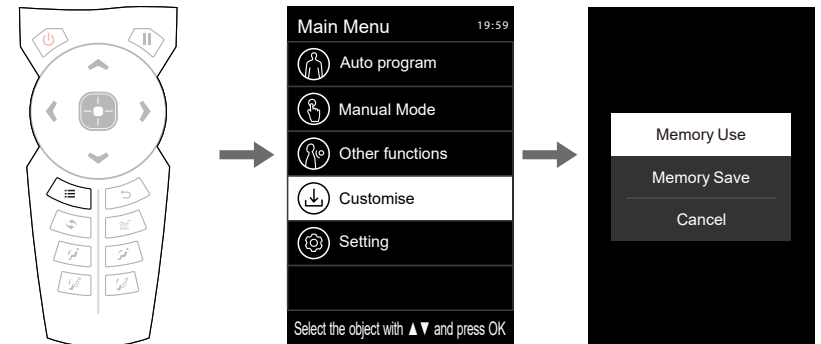 Main Menu 19:59
Auto program
Manual Mode
Other functions
Customise
Setting
Select the object with ▲▼ and press OK
Memory Use
Memory Save
Cancel